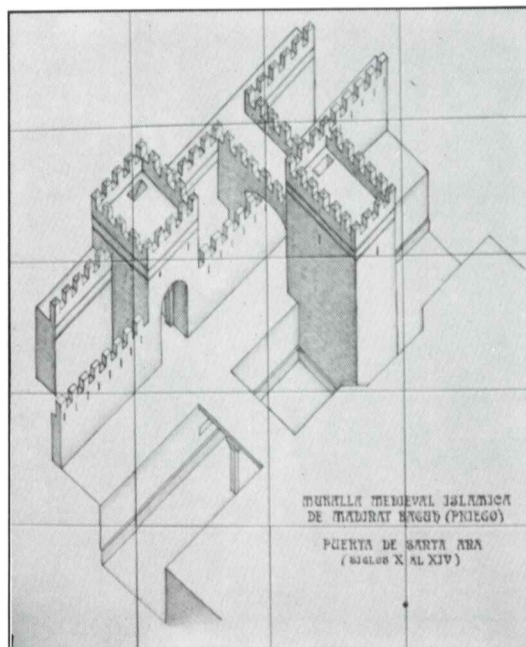 MURALLA MEDIEVAL ISLAMICA
DE MADINAT BAGUH (PRIEGO)
PUERTA DE SANTA ANA
(SIGLOS X AL XIV)